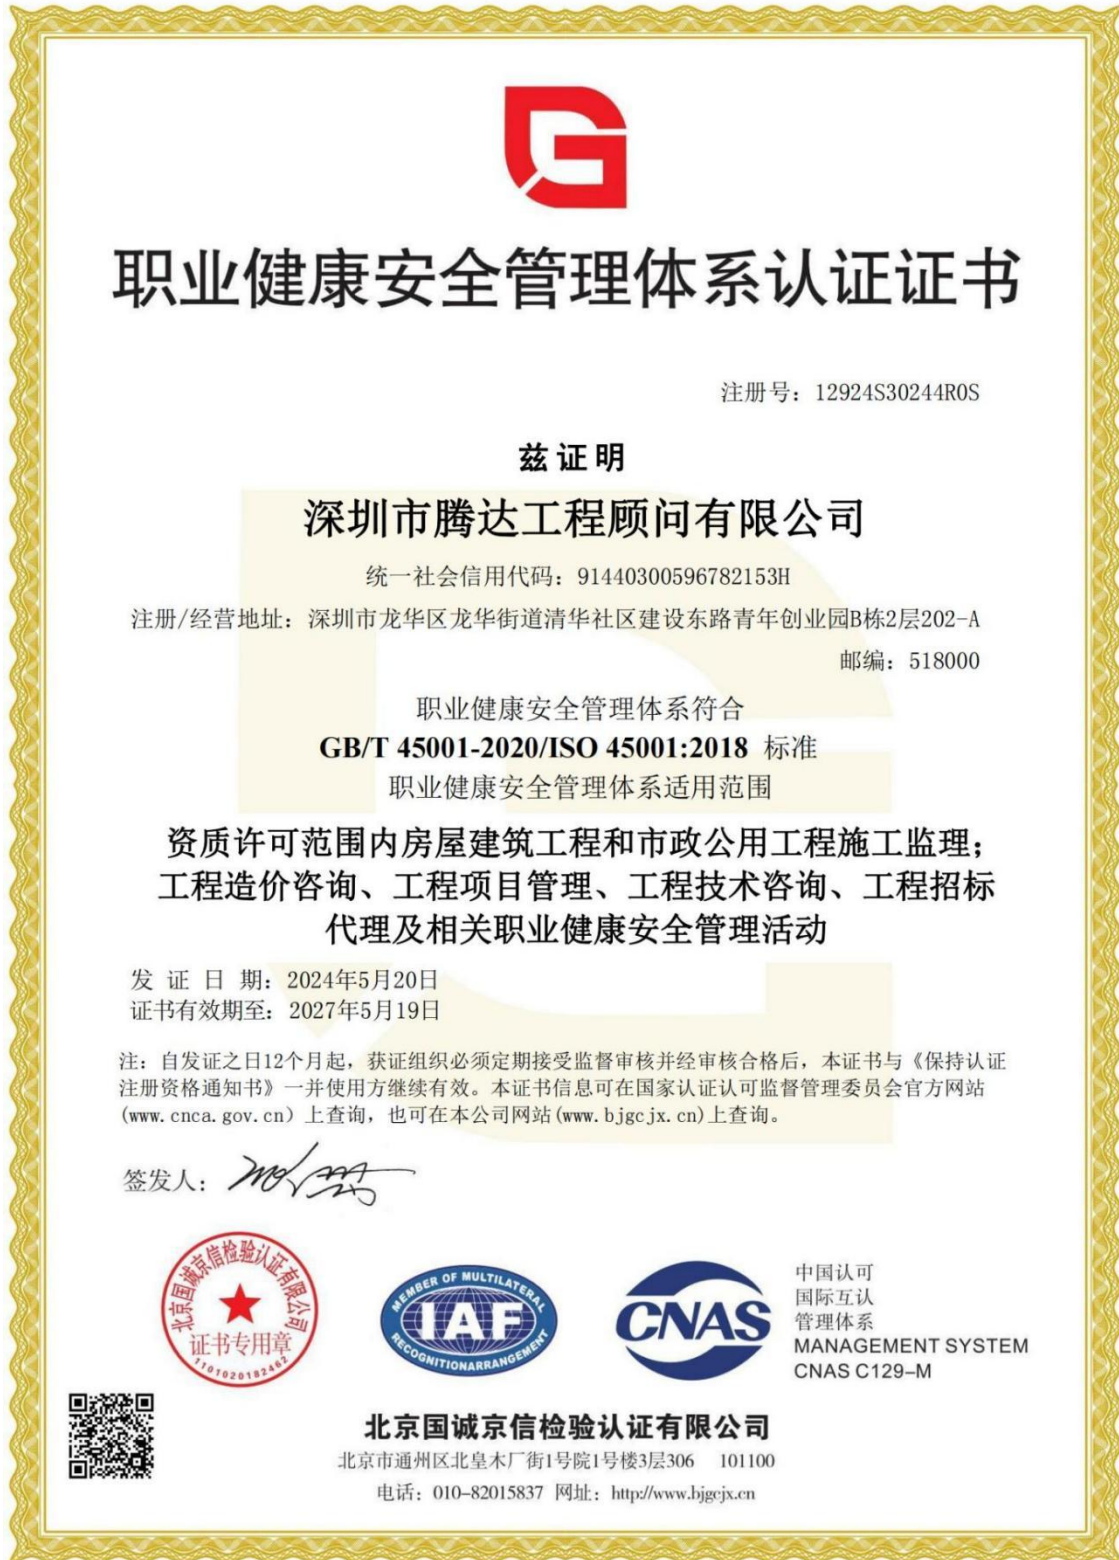 职业健康安全管理体系认证证书
注册号：12924S30244R0S
兹证明
深圳市腾达工程顾问有限公司
统一社会信用代码：91440300596782153H
注册/经营地址：深圳市龙华区龙华街道清华社区建设东路青年创业园B栋2层202-A
邮编：518000
职业健康安全管理体系符合
GB/T 45001-2020/ISO 45001:2018 标准
职业健康安全管理体系适用范围
资质许可范围内房屋建筑工程和市政公用工程施工监理；
工程造价咨询、工程项目管理、工程技术咨询、工程招标
代理及相关职业健康安全管理活动
发 证 日 期：2024年5月20日
证书有效期至：2027年5月19日
注：自发证之日12个月起，获证组织必须定期接受监督审核并经审核合格后，本证书与《保持认证
注册资格通知书》一并使用方继续有效。本证书信息可在国家认证认可监督管理委员会官方网站
(www.cnca.gov.cn）上查询，也可在本公司网站(www.bjgcjx.cn)上查询。
签发人：
北京国诚京信检验认证有限公司
证书专用章
1101020182462
MEMBER OF MULTILATERAL
IAF
RECOGNITIONARRANGEMENT
CNAS
中国认可
国际互认
管理体系
MANAGEMENT SYSTEM
CNAS C129–M
北京国诚京信检验认证有限公司
北京市通州区北皇木厂街1号院1号楼3层306 101100
电话：010–82015837 网址：http://www.bjgcjx.cn